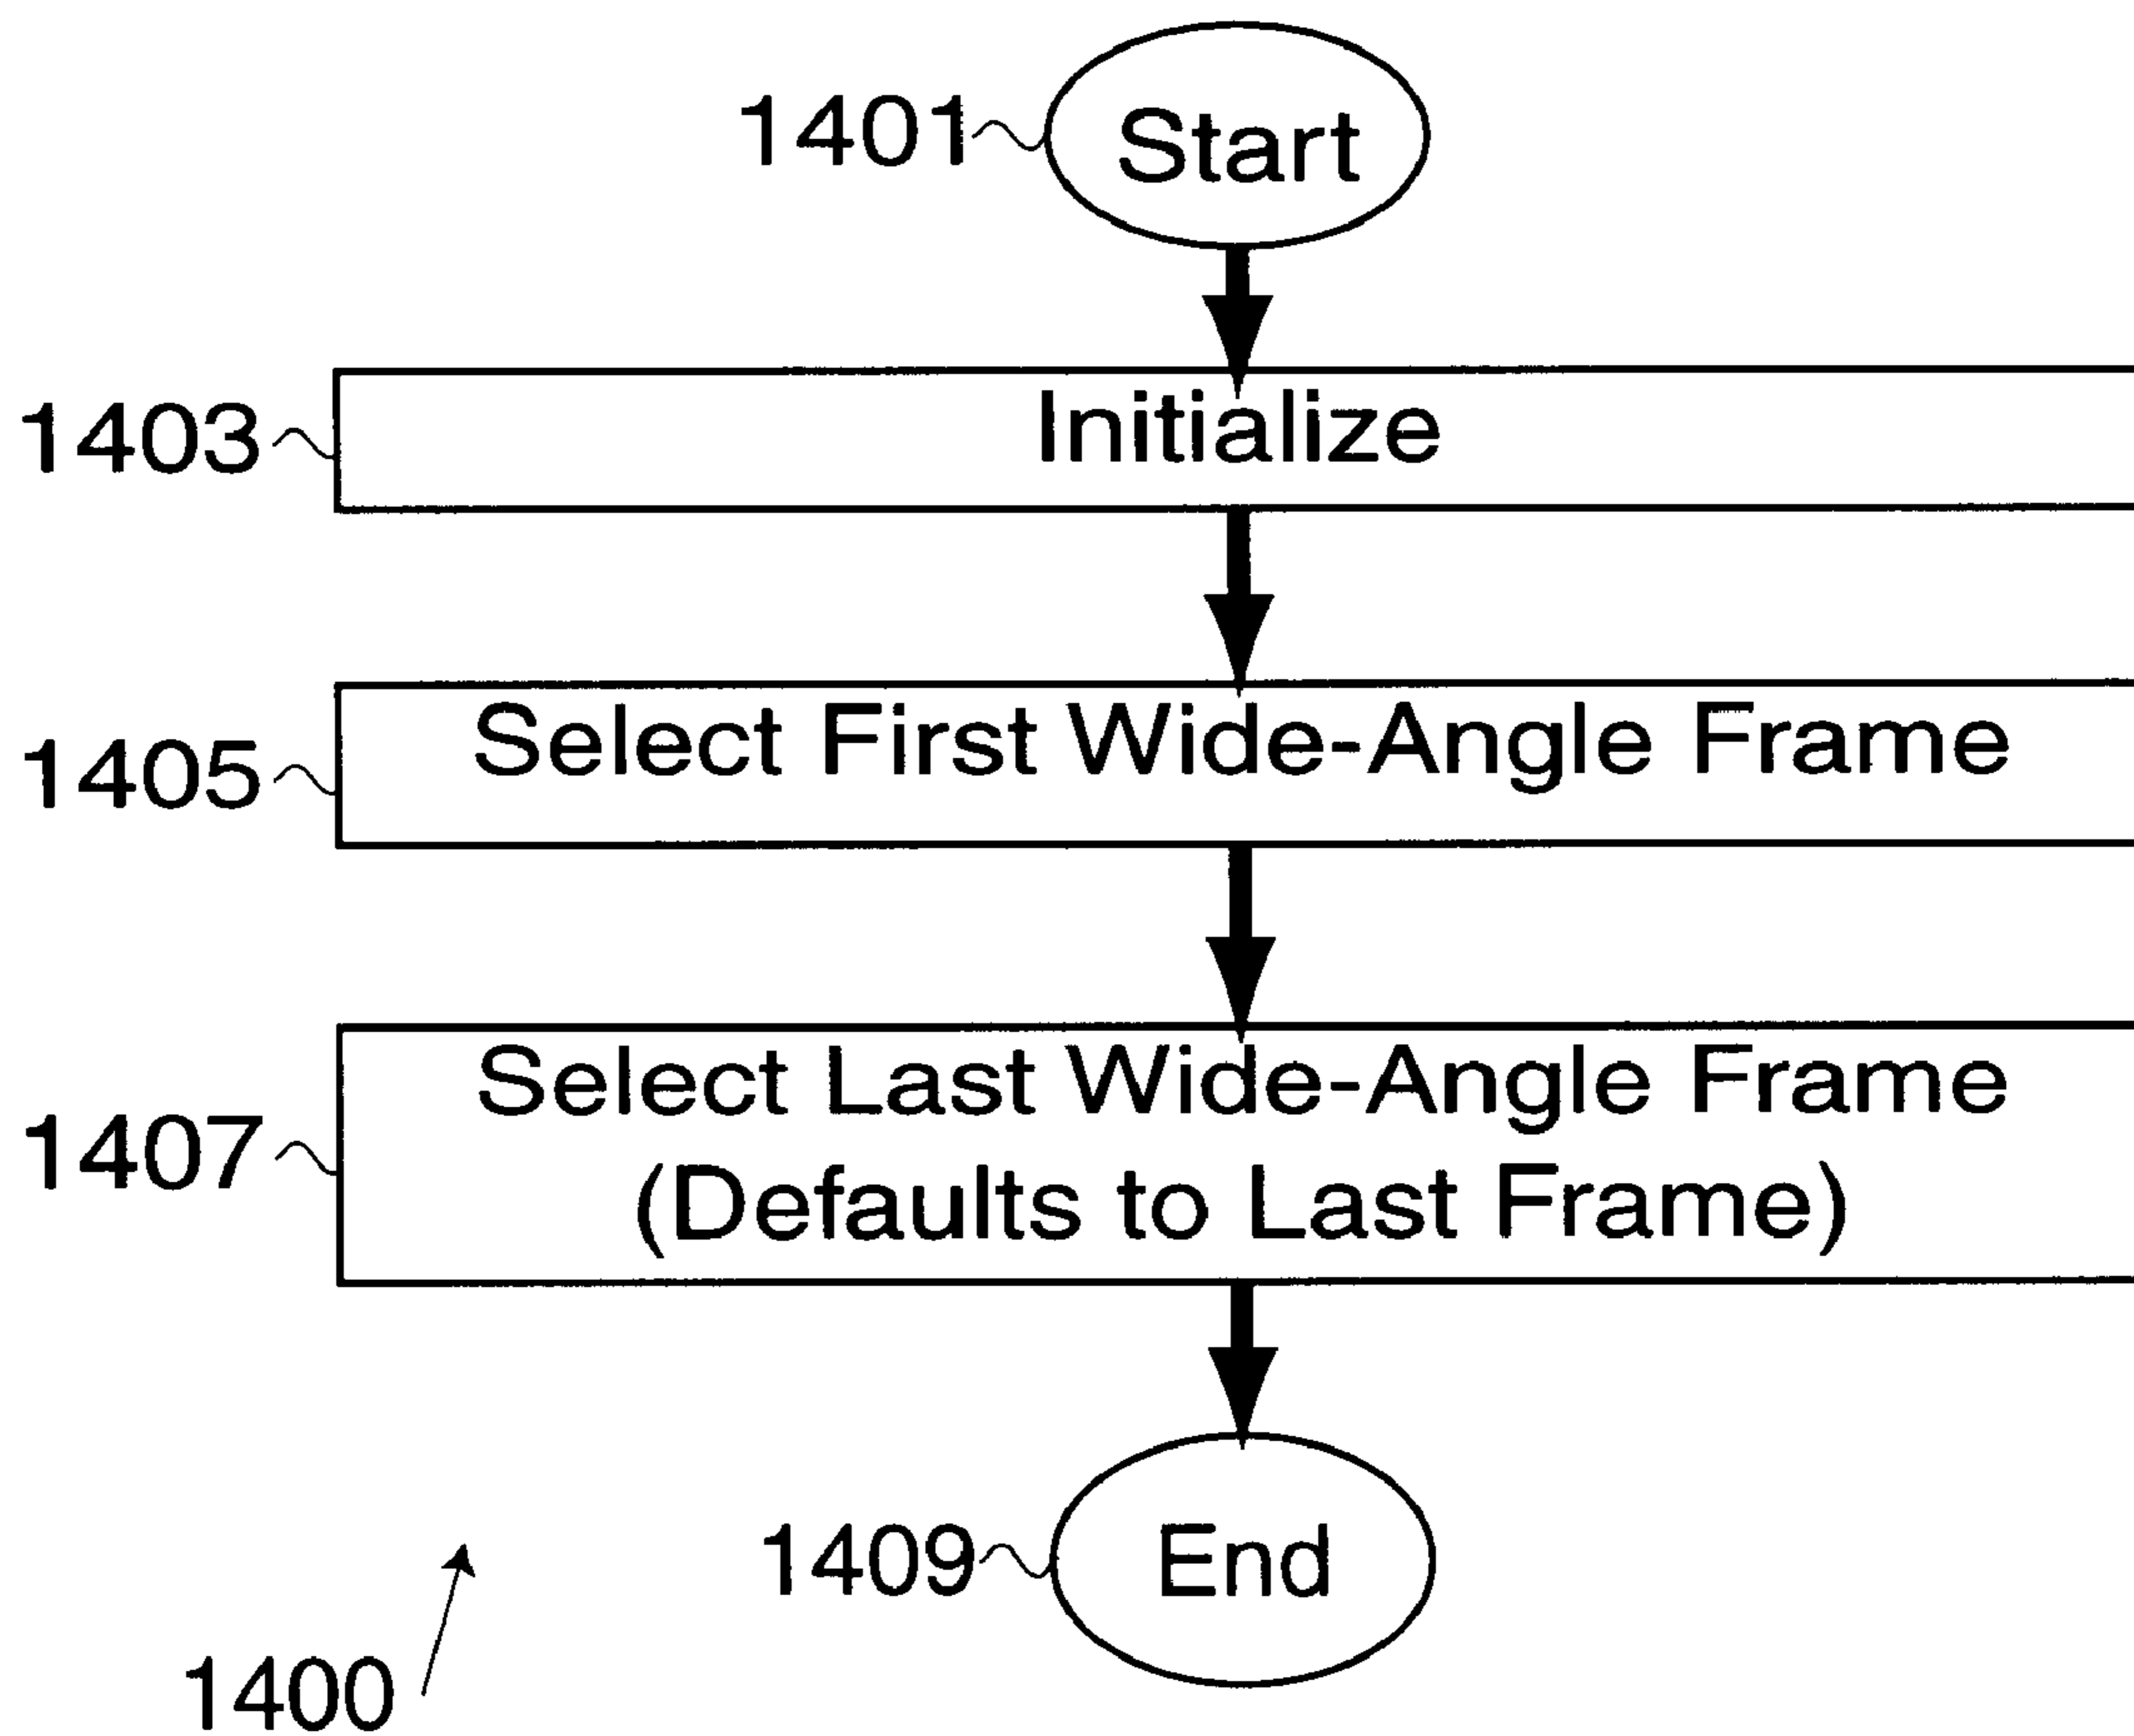 1401
Start
1403
Initialize
1405
Select First Wide-Angle Frame
1407
Select Last Wide-Angle Frame
(Defaults to Last Frame)
1409
End
1400